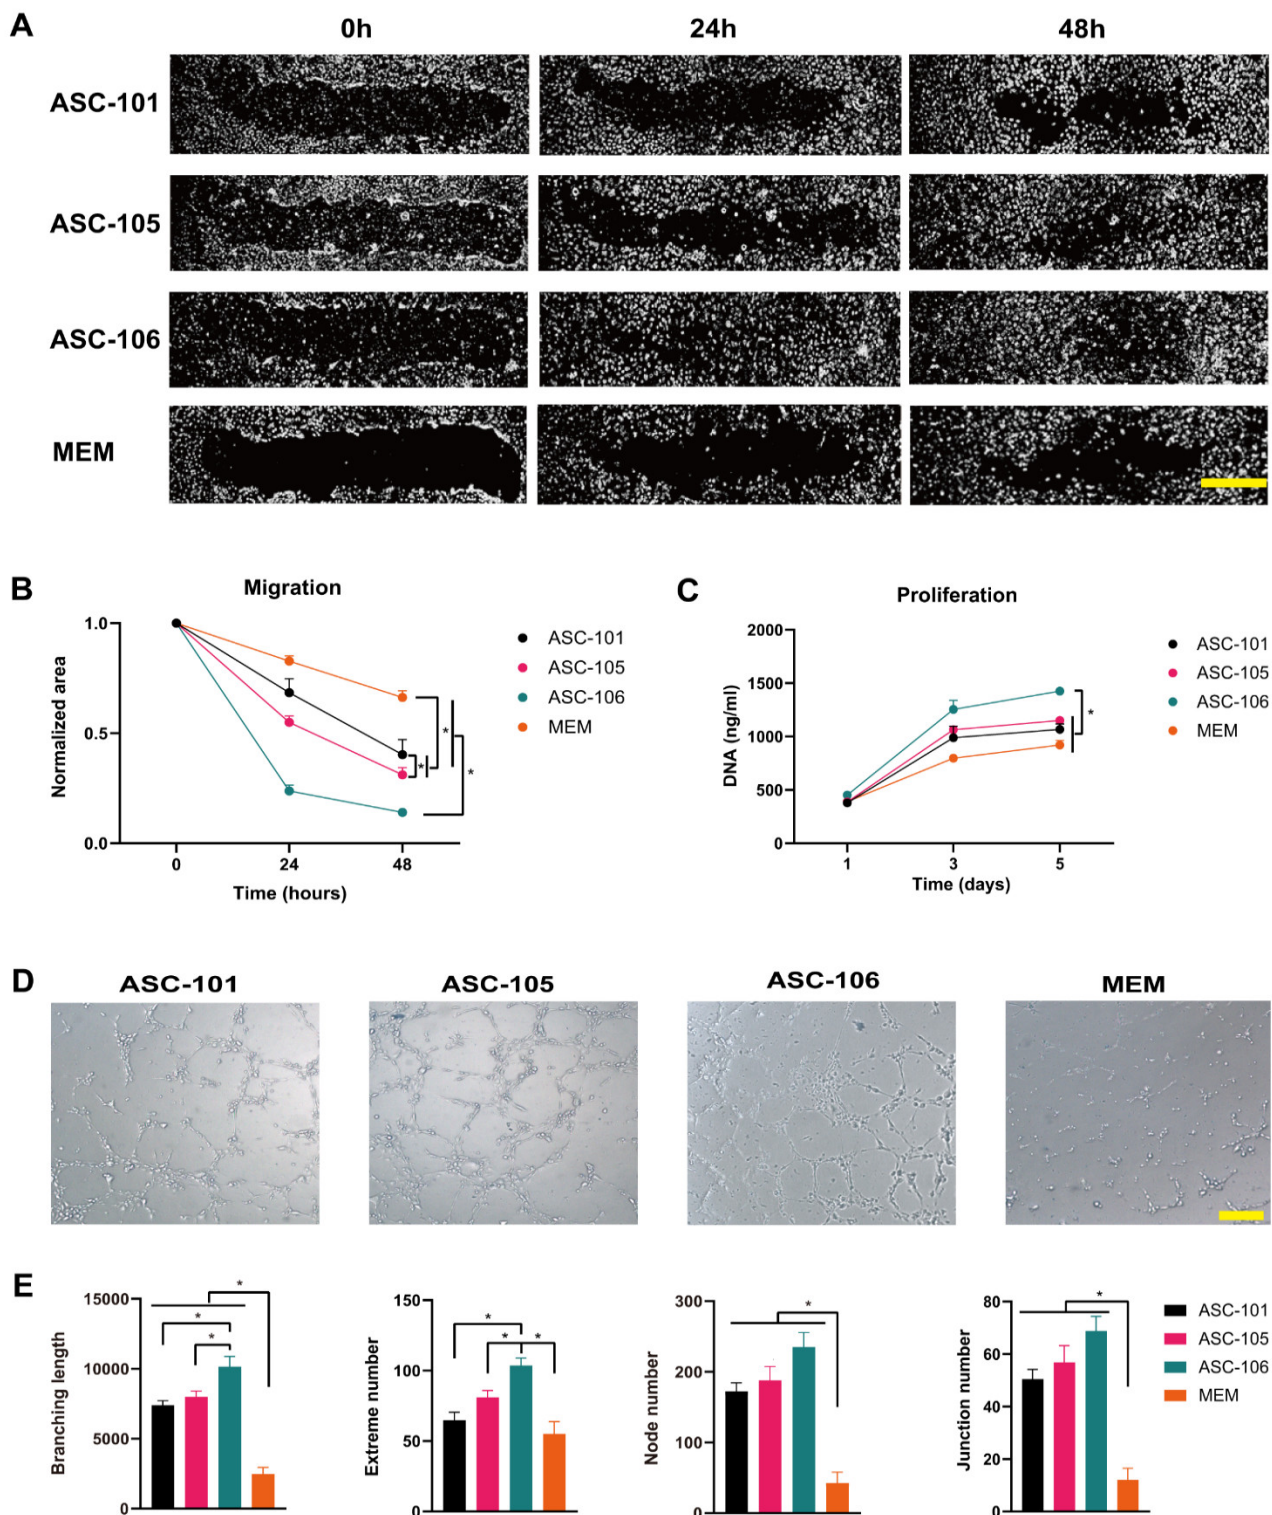 A
0h 24h 48h
ASC-101
ASC-105
ASC-106
MEM
B
Migration
1.0
0.5
0.0
Normalized area
0 24 48
Time (hours)
* * *
ASC-101
ASC-105
ASC-106
MEM
C
Proliferation
2000
1500
1000
500
0
DNA (ng/ml)
1 3 5
Time (days)
*
ASC-101
ASC-105
ASC-106
MEM
D
ASC-101 ASC-105 ASC-106 MEM
E
Branching length
15000
10000
5000
0
* * *
Extreme number
150
100
50
0
* * *
Node number
300
200
100
0
*
Junction number
80
60
40
20
0
*
ASC-101
ASC-105
ASC-106
MEM